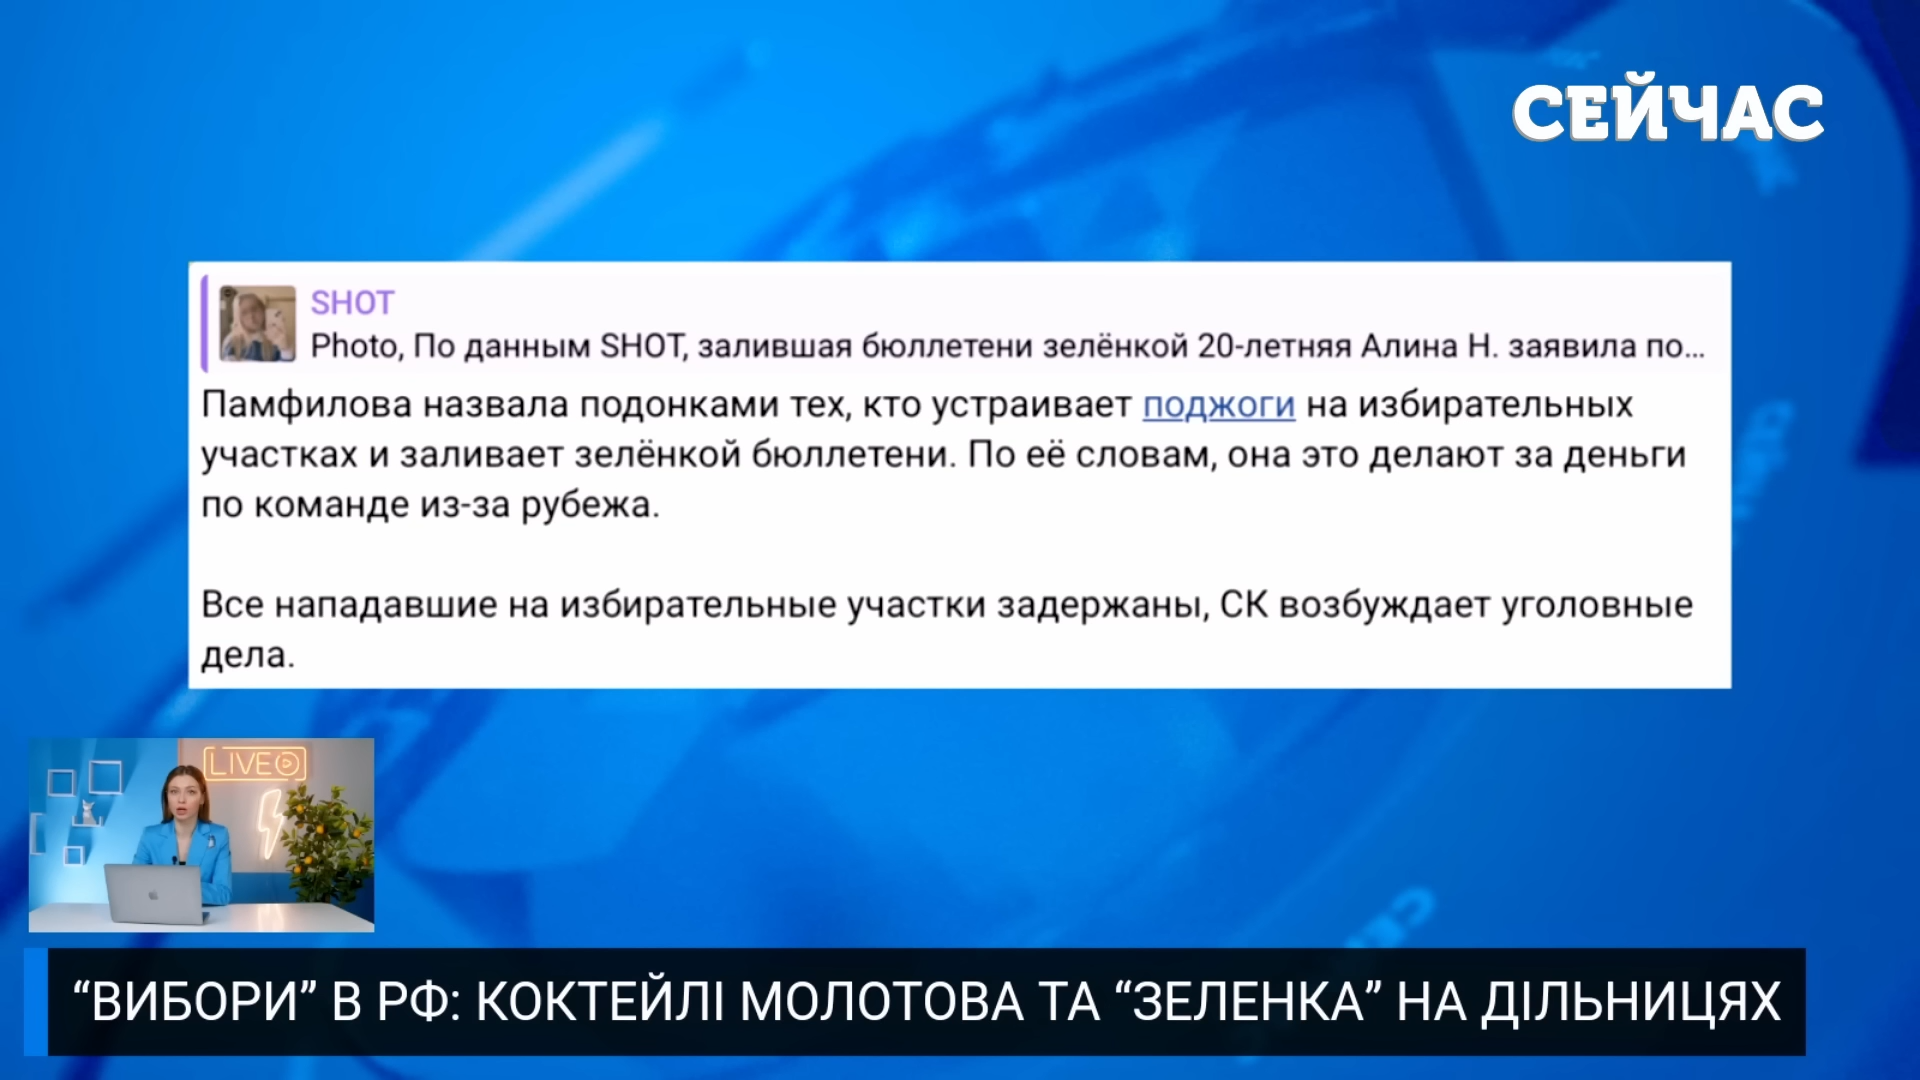 СЕЙЧАС
SHOT
Photo, По данным SHOT, залившая бюллетени зелёнкой 20-летняя Алина Н. заявила по...
Памфилова назвала подонками тех, кто устраивает поджоги на избирательных
участках и заливает зелёнкой бюллетени. По её словам, она это делают за деньги
по команде из-за рубежа.
Все нападавшие на избирательные участки задержаны, СК возбуждает уголовные
дела.
LIVE
“ВИБОРИ” В РФ: КОКТЕЙЛІ МОЛОТОВА ТА “ЗЕЛЕНКА” НА ДІЛЬНИЦЯХ